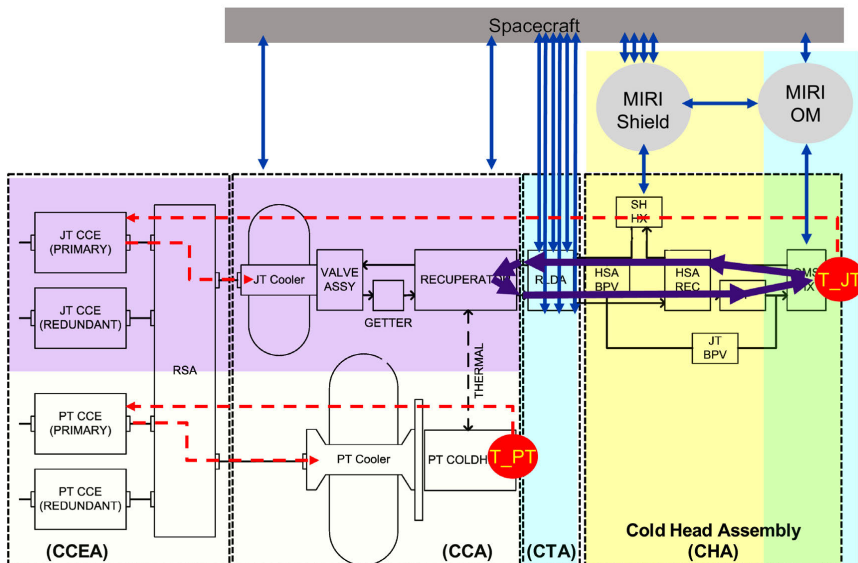 Spacecraft
MIRI
Shield
MIRI
OM
JT CCE
(PRIMARY)
JT CCE
(REDUNDANT)
PT CCE
(PRIMARY)
PT CCE
(REDUNDANT)
RSA
(CCEA)
JT Cooler
VALVE
ASSY
GETTER
RECUPERATO
THERMAL
PT Cooler
PT COLDH
T_PT
(CCA)
RLDA
(CTA)
SH
HX
HSA
BPV
HSA
REC
JT
BPV
T_JT
Cold Head Assembly
(CHA)